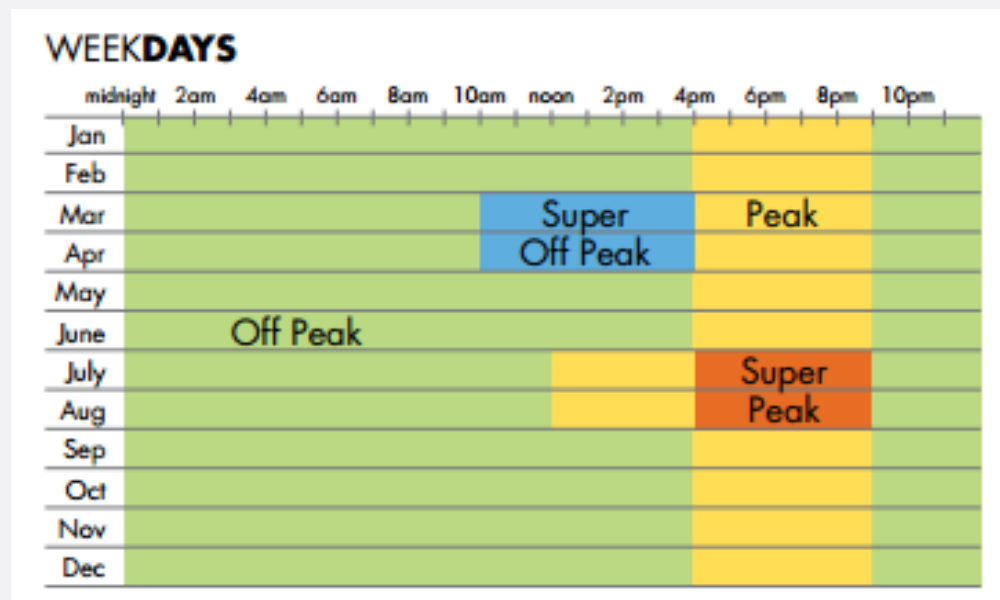 WEEKDAYS
midnight 2am 4am 6am 8am 10am noon 2pm 4pm 6pm 8pm 10pm
Jan
Feb
Mar Super Peak
Apr Off Peak
May
June Off Peak
July Super
Aug Peak
Sep
Oct
Nov
Dec